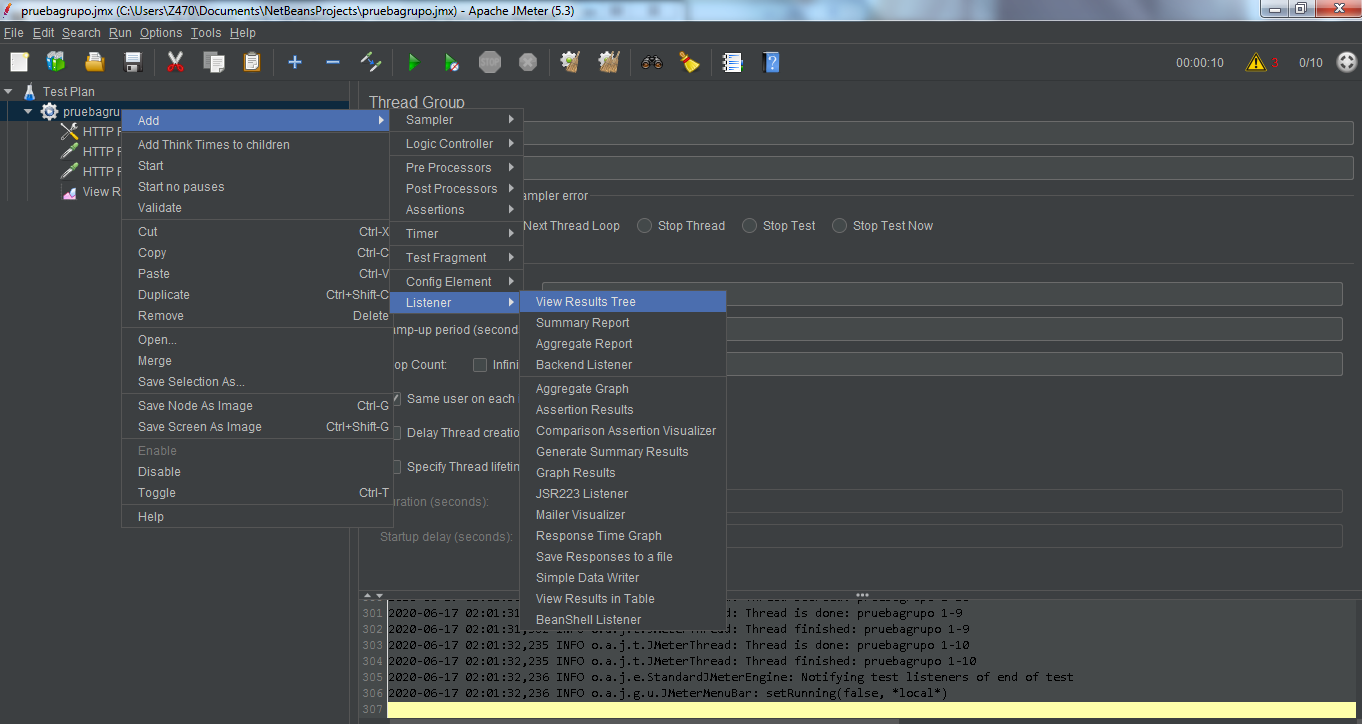 pruebagrupo.jmx (C:\Users\Z470\Documents\NetBeansProjects\pruebagrupo.jmx) - Apache JMeter (5.3)
File Edit Search Run Options Tools Help
00:00:10 3 0/10
Test Plan
pruebagru
HTTP
HTTP
HTTP
View R
Thread Group
Add
Add Think Times to children
Start
Start no pauses
Validate
Cut Ctrl-X
Copy Ctrl-C
Paste Ctrl-V
Duplicate Ctrl+Shift-C
Remove Delete
Open...
Merge
Save Selection As...
Save Node As Image Ctrl-G
Save Screen As Image Ctrl+Shift-G
Enable
Disable
Toggle Ctrl-T
Help
Sampler
Logic Controller
Pre Processors
Post Processors
Assertions
Timer
Test Fragment
Config Element
Listener
View Results Tree
Summary Report
Aggregate Report
Backend Listener
Aggregate Graph
Assertion Results
Comparison Assertion Visualizer
Generate Summary Results
Graph Results
JSR223 Listener
Mailer Visualizer
Response Time Graph
Save Responses to a file
Simple Data Writer
View Results in Table
BeanShell Listener
ampler error
Next Thread Loop Stop Thread Stop Test Stop Test Now
mp-up period (second
op Count: Infini
Same user on each
Delay Thread creatio
Specify Thread lifetin
uration (seconds):
Startup delay (seconds):
301 2020-06-17 02:01:31 d: Thread is done: pruebagrupo 1-9
302 2020-06-17 02:01:31, INFO o.a.j.t.JMeterThread: Thread finished: pruebagrupo 1-9
303 2020-06-17 02:01:32,235 INFO o.a.j.t.JMeterThread: Thread is done: pruebagrupo 1-10
304 2020-06-17 02:01:32,235 INFO o.a.j.t.JMeterThread: Thread finished: pruebagrupo 1-10
305 2020-06-17 02:01:32,236 INFO o.a.j.e.StandardJMeterEngine: Notifying test listeners of end of test
306 2020-06-17 02:01:32,236 INFO o.a.j.g.u.JMeterMenuBar: setRunning(false, *local*)
307